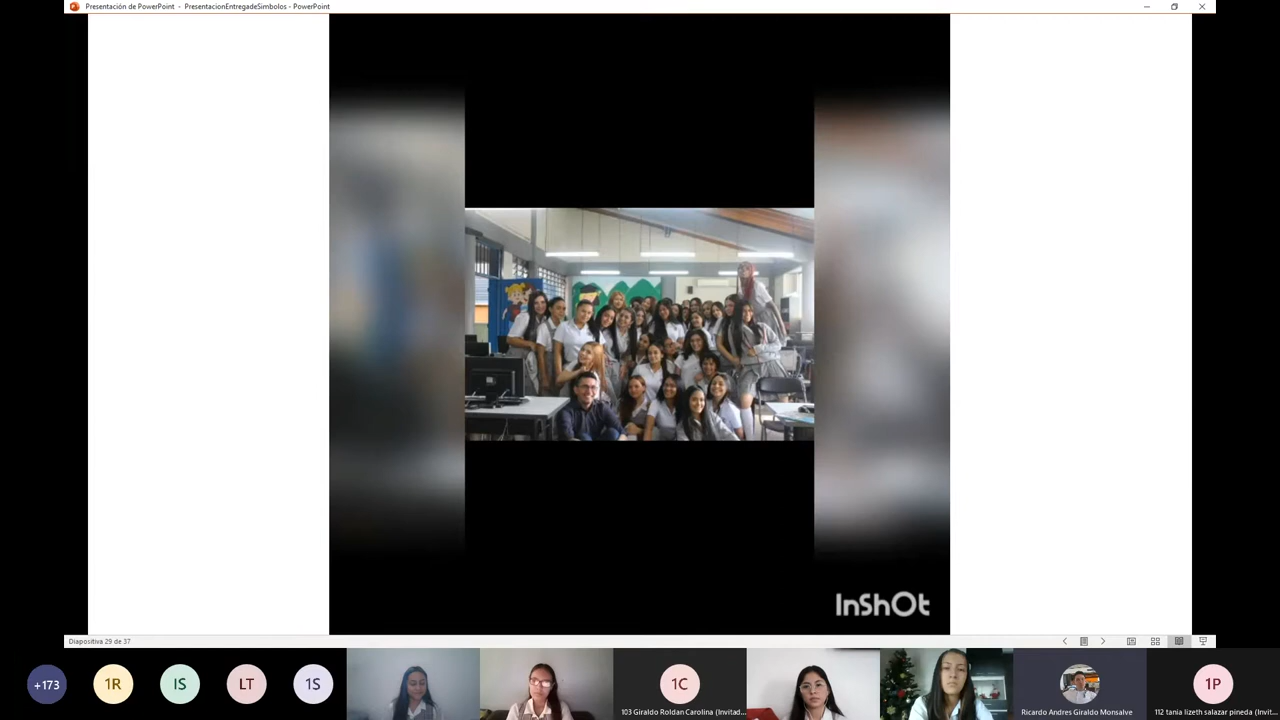 Presentación de PowerPoint - PresentacionEntregadeSimbolos - PowerPoint
InShOt
Diapositiva 29 de 37
+173
1R
IS
LT
1S
1C
1P
103 Giraldo Roldan Carolina (Invitad...
Ricardo Andres Giraldo Monsalve
112 tania lizeth salazar pineda (Invit...